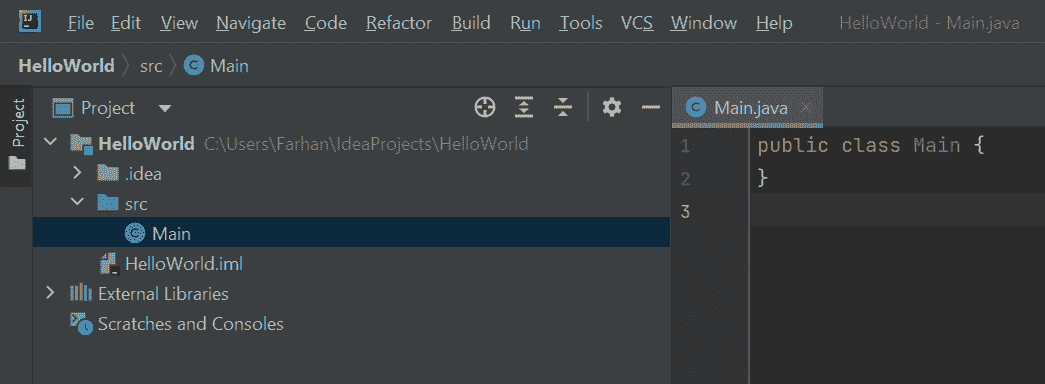 IJ File Edit View Navigate Code Refactor Build Run Tools VCS Window Help HelloWorld - Main.java
HelloWorld src C Main
Project
Project
HelloWorld C:\Users\Farhan\IdeaProjects\HelloWorld
.idea
src
C Main
HelloWorld.iml
External Libraries
Scratches and Consoles
C Main.java
1 public class Main {
2 }
3